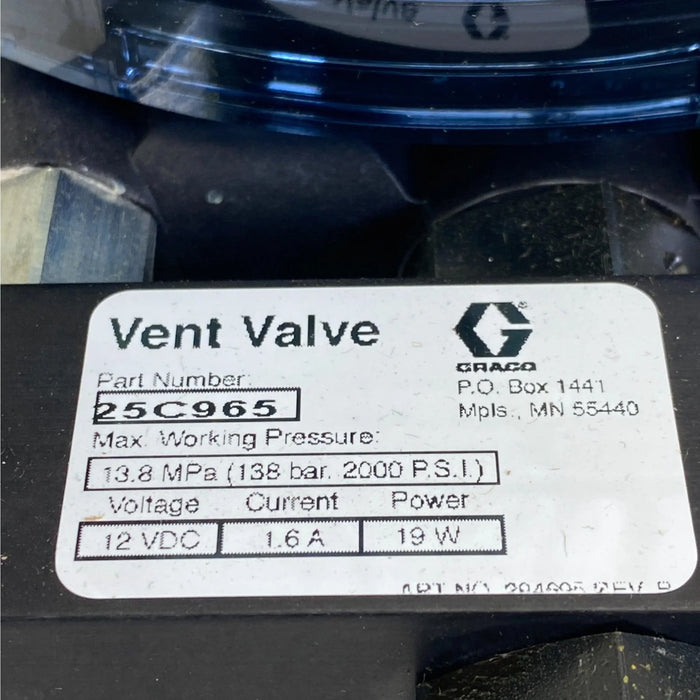 Vent Valve
GRACO
P.O. Box 1441
Mpls., MN 55440
Part Number:
25C965
Max. Working Pressure:
13.8 MPa (138 bar. 2000 P.S.I.)
Voltage Current Power
12 VDC 1.6 A 19 W